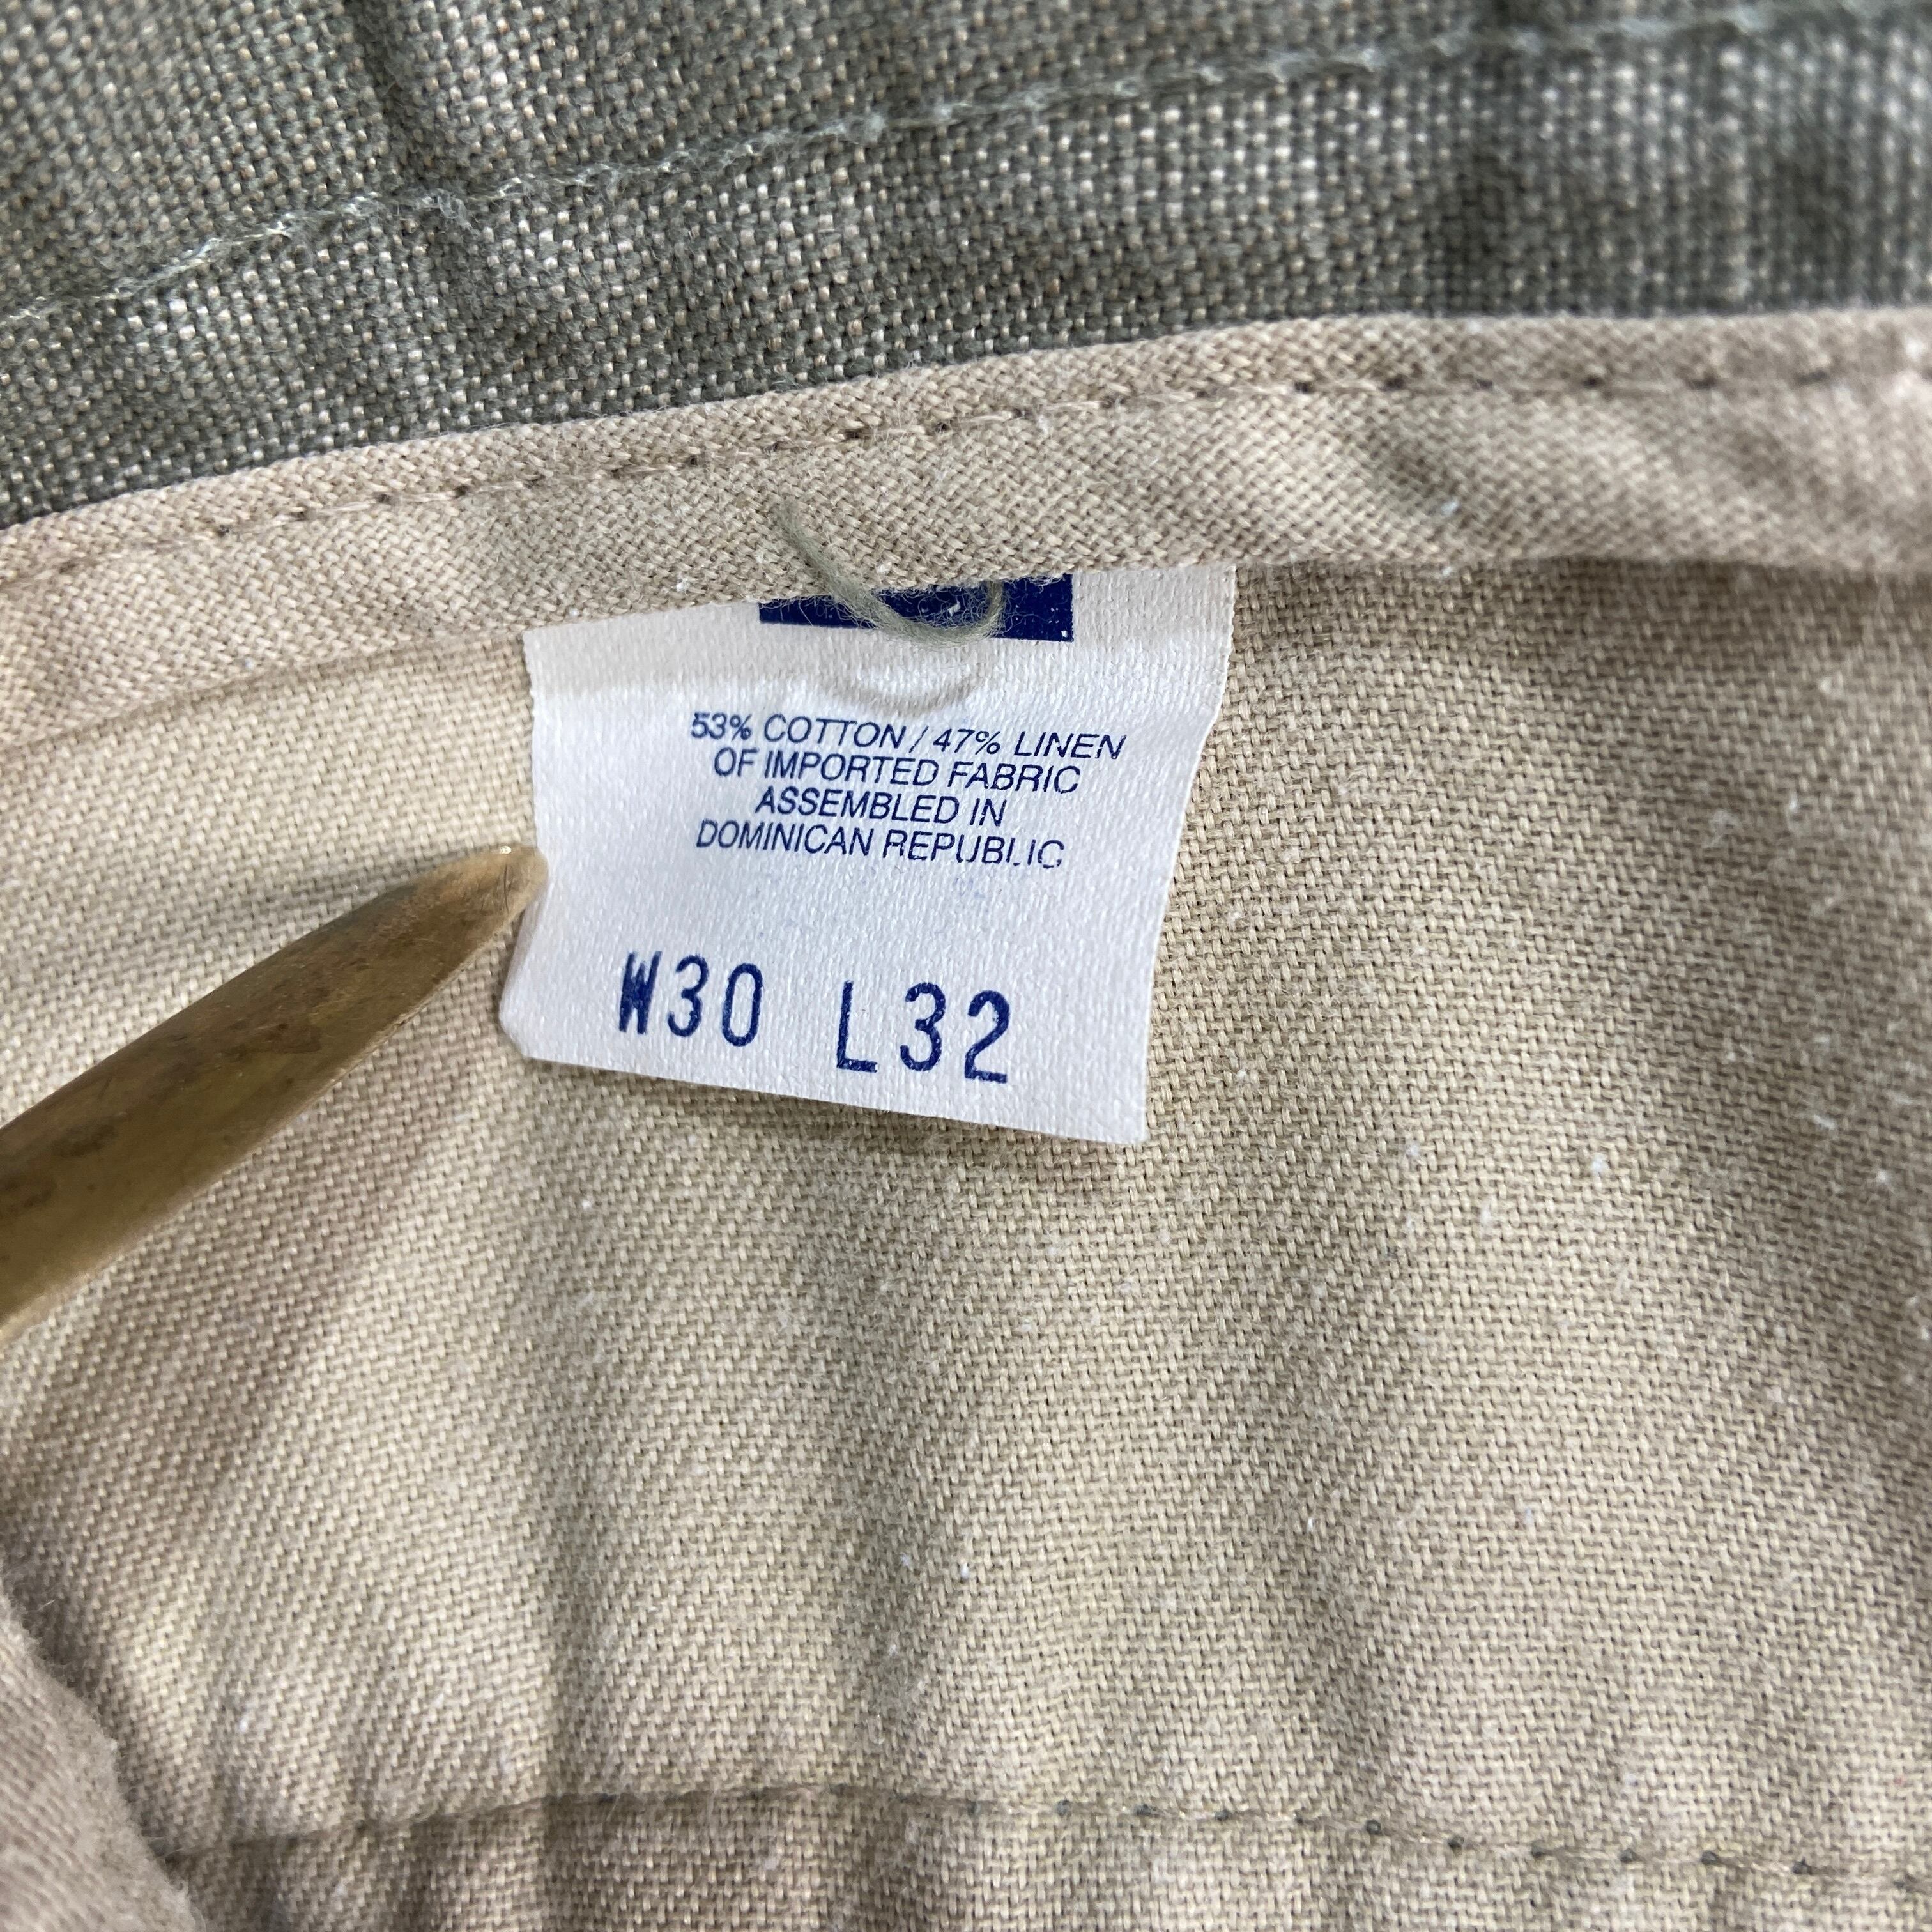 53% COTTON / 47% LINEN
OF IMPORTED FABRIC
ASSEMBLED IN
DOMINICAN REPUBLIC
W30 L32